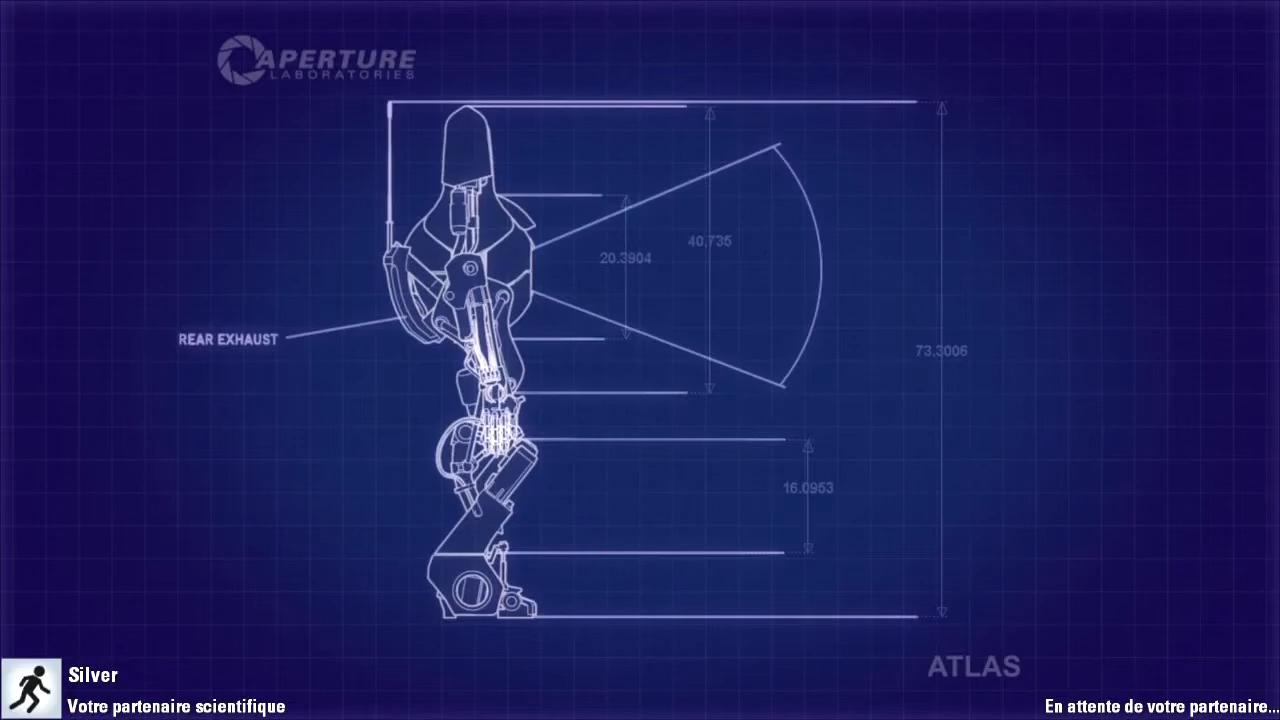 APERTURE
LABORATORIES
40.735
20.3904
REAR EXHAUST
73.3006
16.0953
ATLAS
Silver
Votre partenaire scientifique
En attente de votre partenaire...